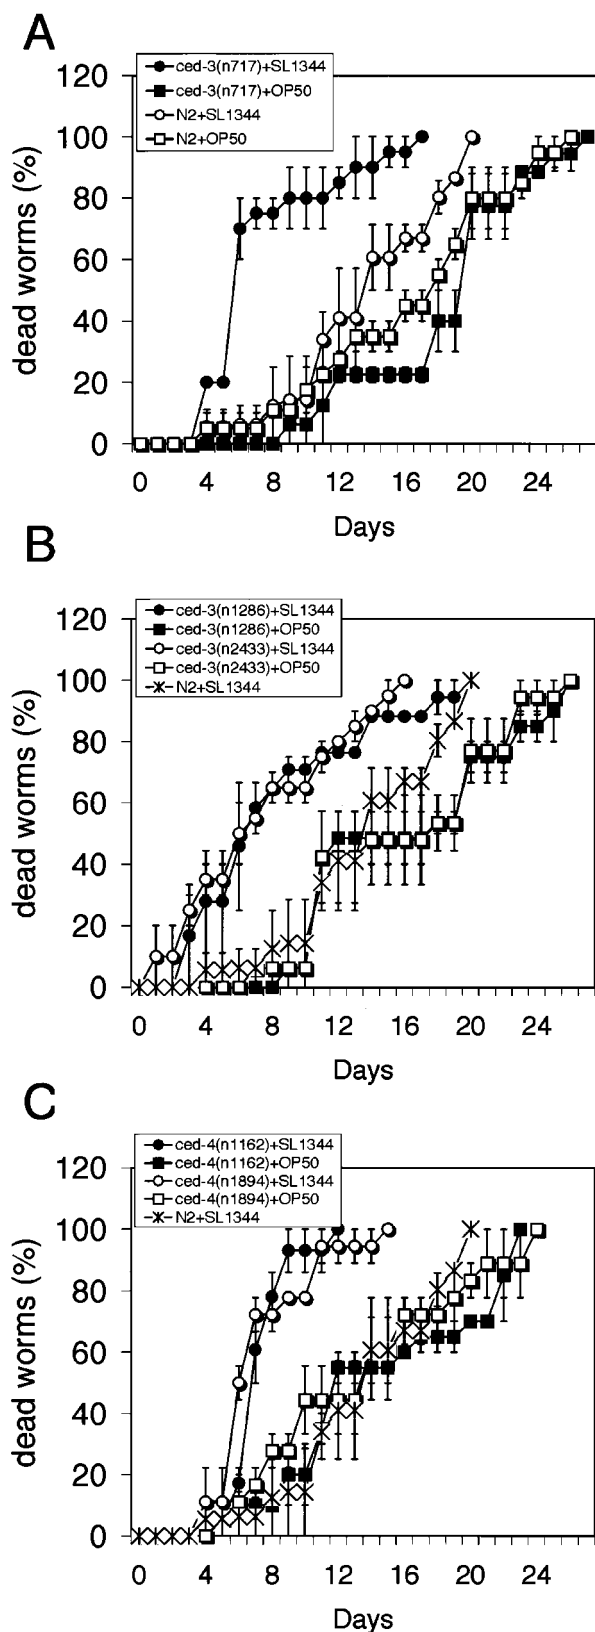 A
ced-3(n717)+SL1344
ced-3(n717)+OP50
N2+SL1344
N2+OP50
120
100
80
60
40
20
0
dead worms (%)
0 4 8 12 16 20 24
Days
B
ced-3(n1286)+SL1344
ced-3(n1286)+OP50
ced-3(n2433)+SL1344
ced-3(n2433)+OP50
N2+SL1344
120
100
80
60
40
20
0
dead worms (%)
0 4 8 12 16 20 24
Days
C
ced-4(n1162)+SL1344
ced-4(n1162)+OP50
ced-4(n1894)+SL1344
ced-4(n1894)+OP50
N2+SL1344
120
100
80
60
40
20
0
dead worms (%)
0 4 8 12 16 20 24
Days